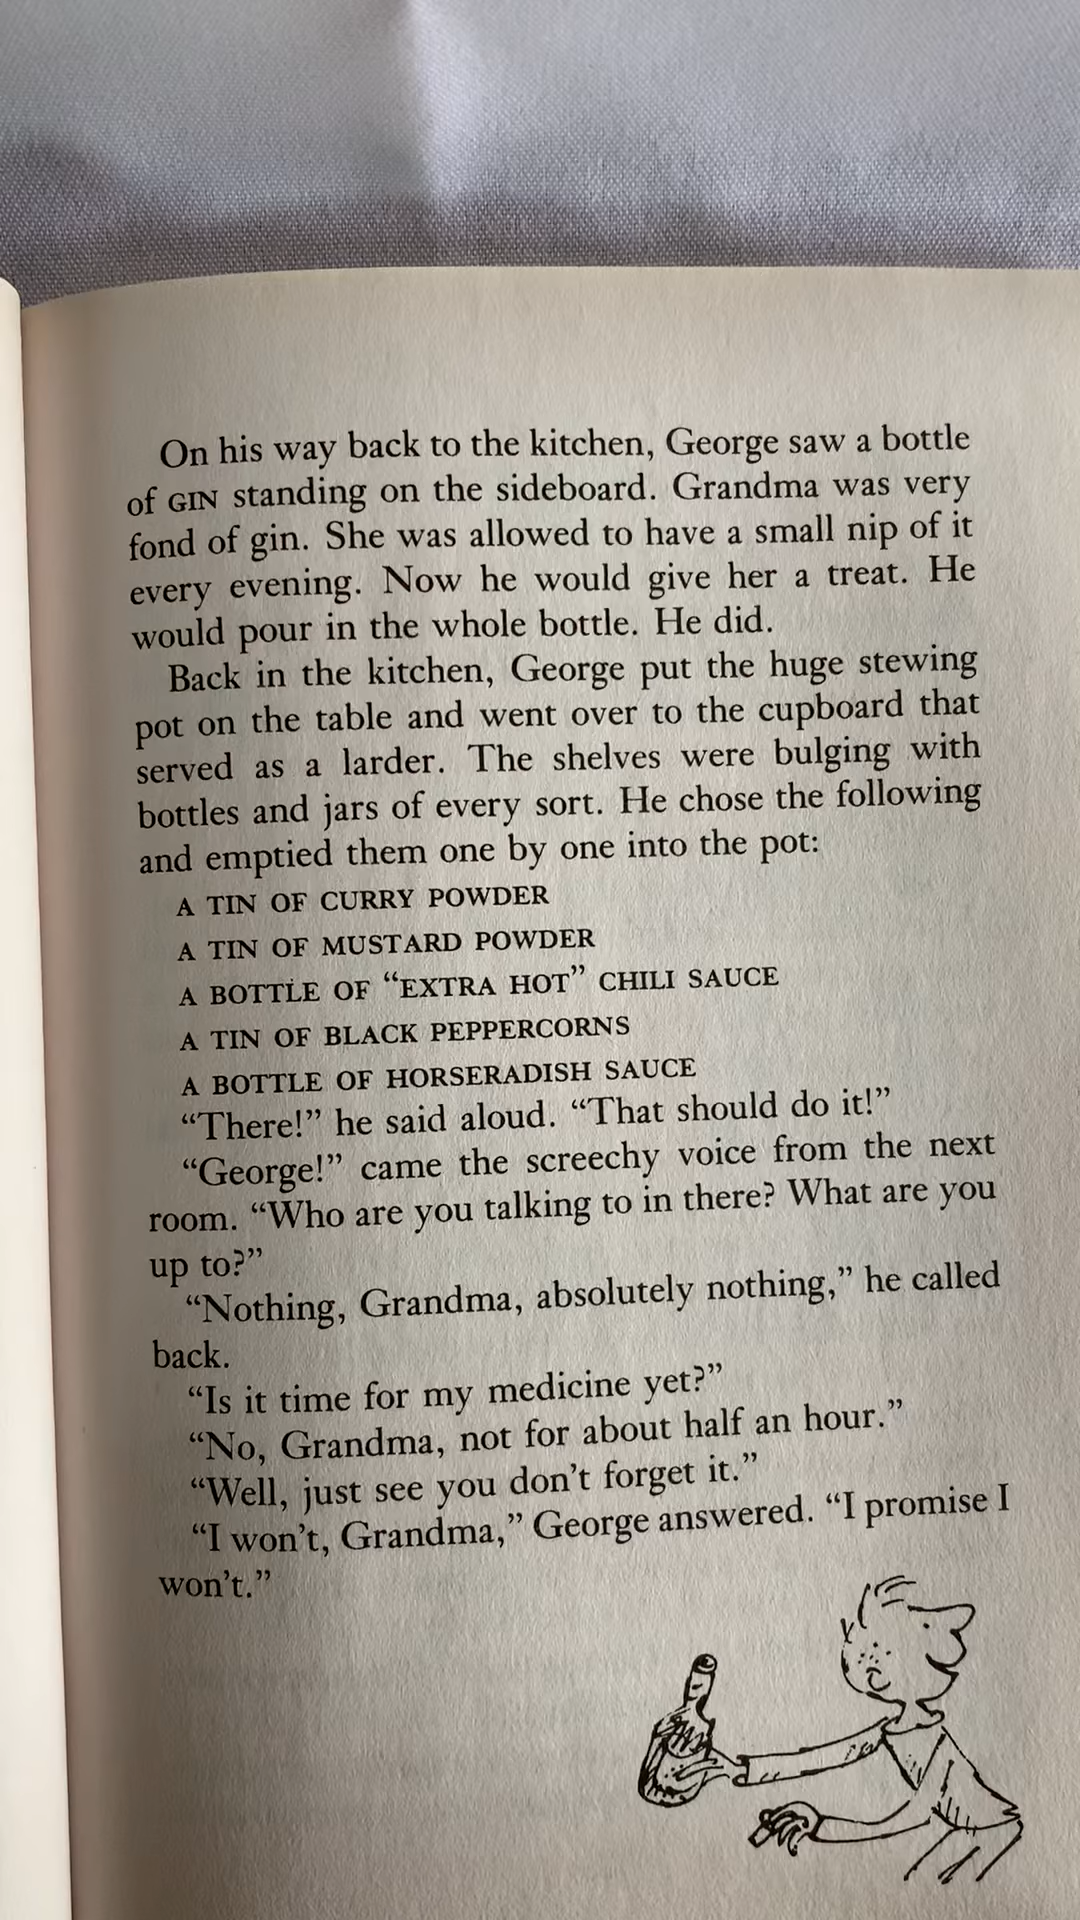 On his way back to the kitchen, George saw a bottle
of GIN standing on the sideboard. Grandma was very
fond of gin. She was allowed to have a small nip of it
every evening. Now he would give her a treat. He
would pour in the whole bottle. He did.
Back in the kitchen, George put the huge stewing
pot on the table and went over to the cupboard that
served as a larder. The shelves were bulging with
bottles and jars of every sort. He chose the following
and emptied them one by one into the pot:
A TIN OF CURRY POWDER
A TIN OF MUSTARD POWDER
A BOTTLE OF “EXTRA HOT” CHILI SAUCE
A TIN OF BLACK PEPPERCORNS
A BOTTLE OF HORSERADISH SAUCE
“There!” he said aloud. “That should do it!”
“George!” came the screechy voice from the next
room. “Who are you talking to in there? What are you
up to?”
“Nothing, Grandma, absolutely nothing,” he called
back.
“Is it time for my medicine yet?”
“No, Grandma, not for about half an hour.”
“Well, just see you don’t forget it.”
“I won’t, Grandma,” George answered. “I promise I
won’t.”